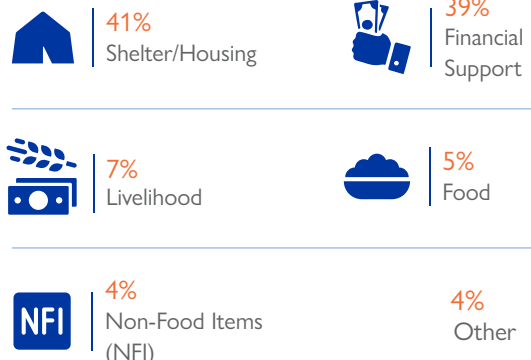 41%
Shelter/Housing
39%
Financial
Support
7%
Livelihood
5%
Food
NFI
4%
Non-Food Items
(NFI)
4%
Other